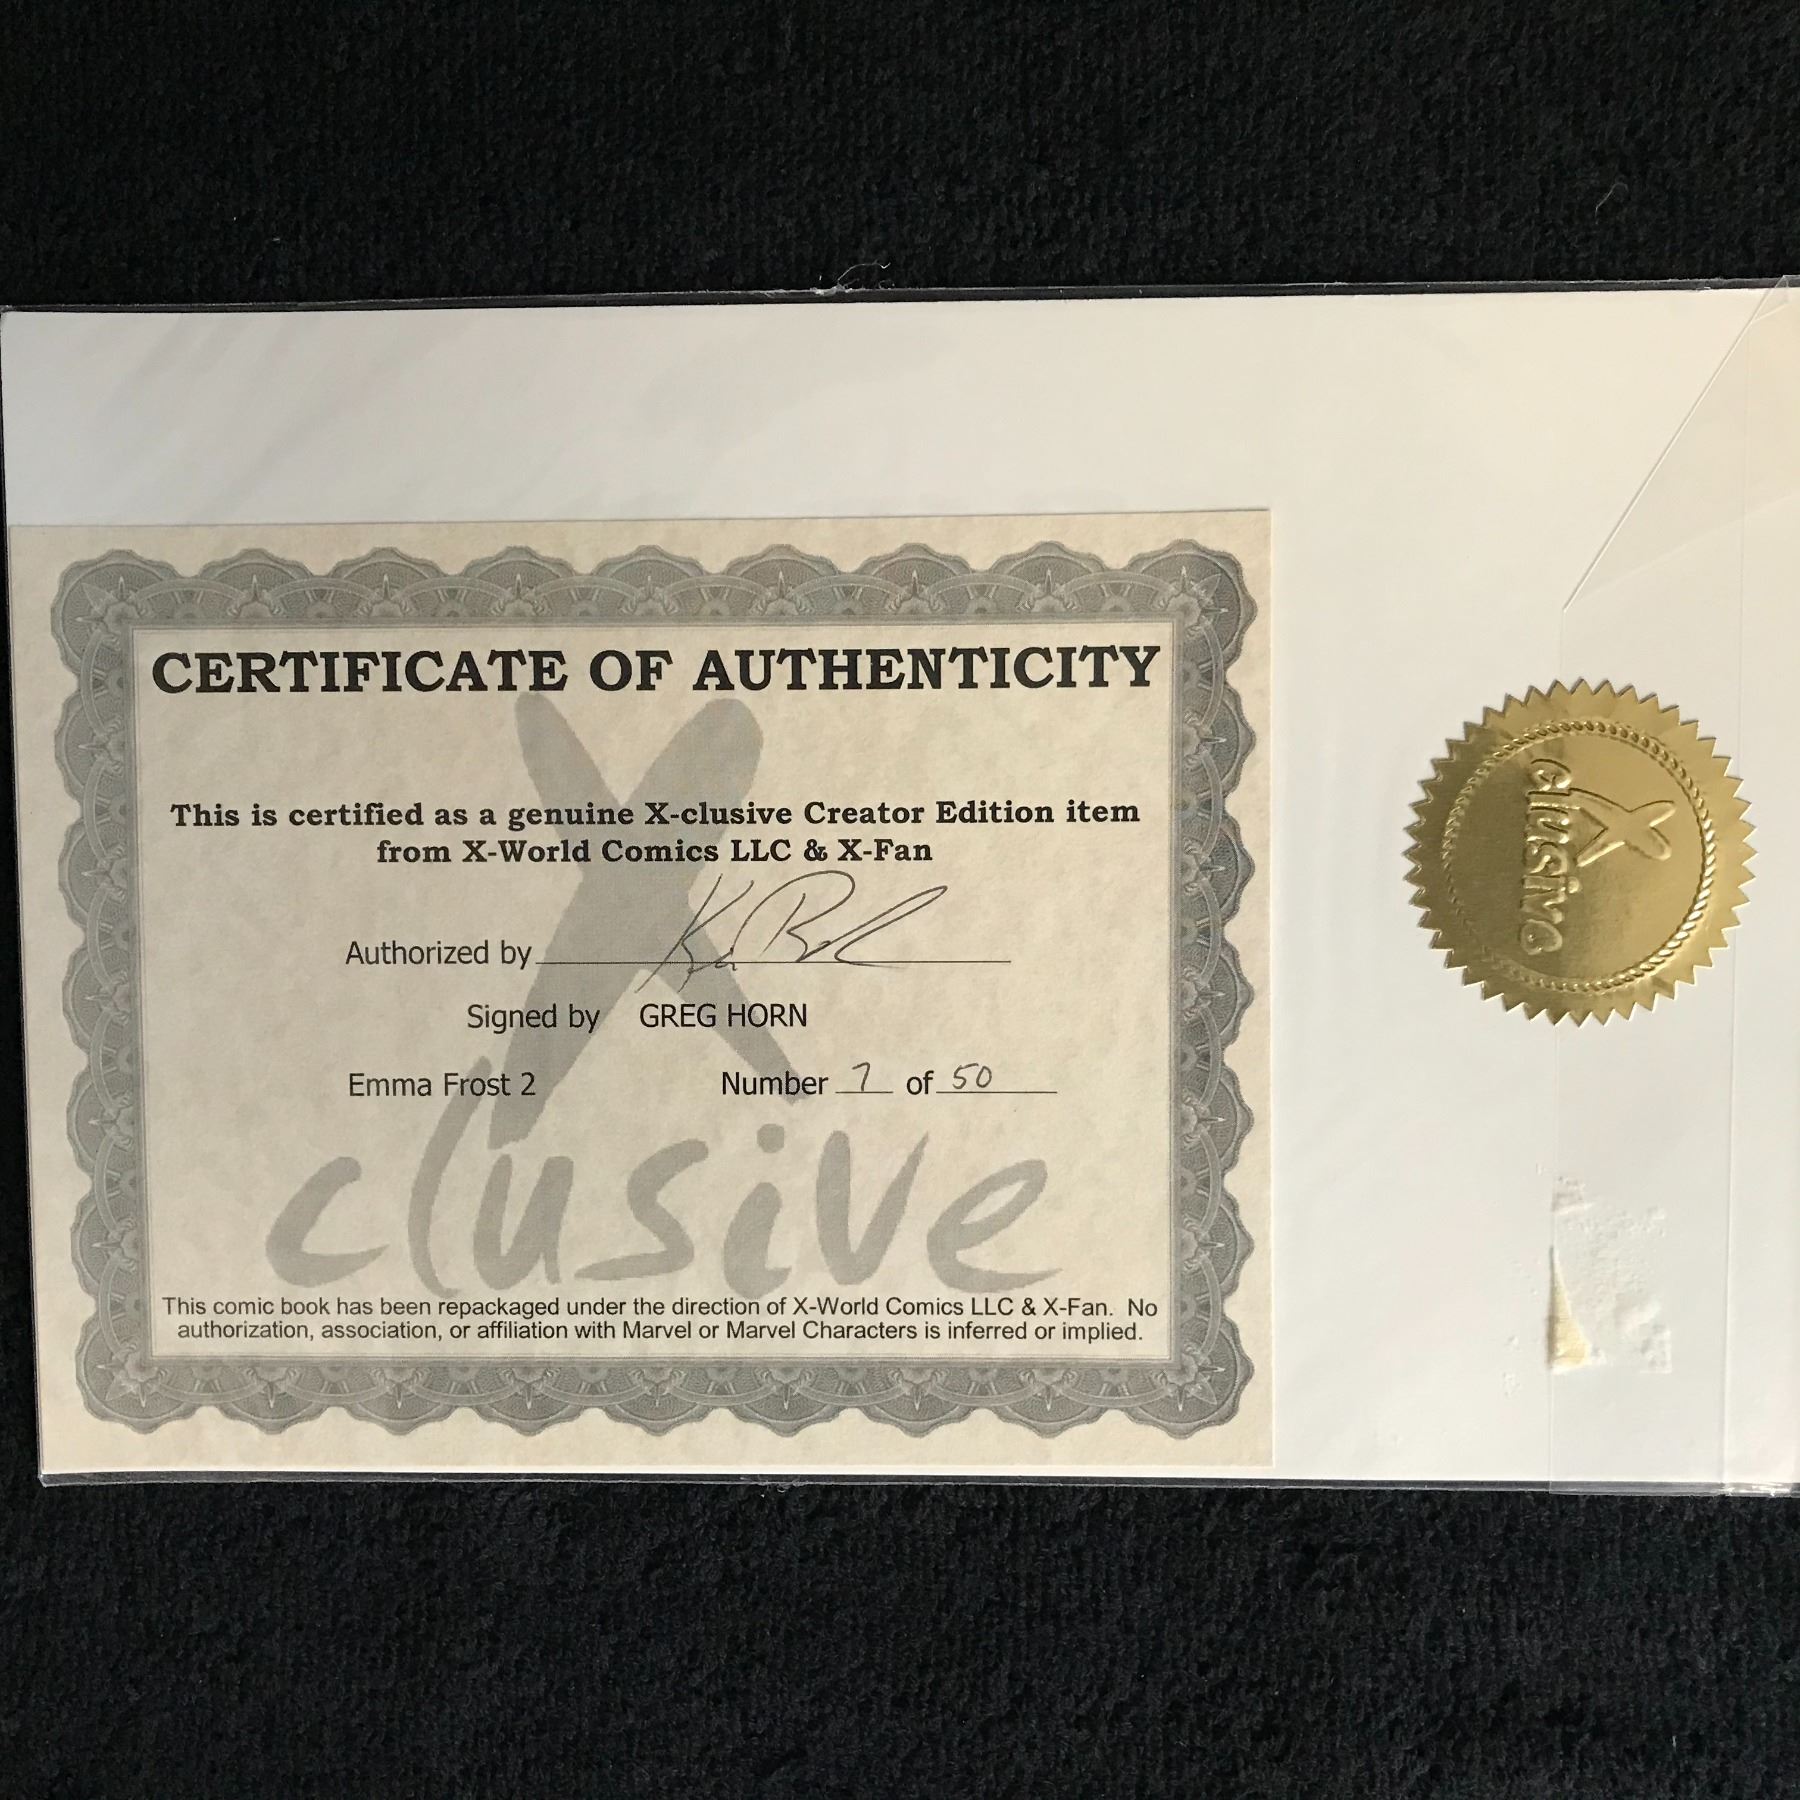 CERTIFICATE OF AUTHENTICITY
This is certified as a genuine X-clusive Creator Edition item
from X-World Comics LLC & X-Fan
Authorized by
Signed by GREG HORN
Emma Frost 2 Number 7 of 50
X
clusive
This comic book has been repackaged under the direction of X-World Comics LLC & X-Fan. No
authorization, association, or affiliation with Marvel or Marvel Characters is inferred or implied.
X
clusive